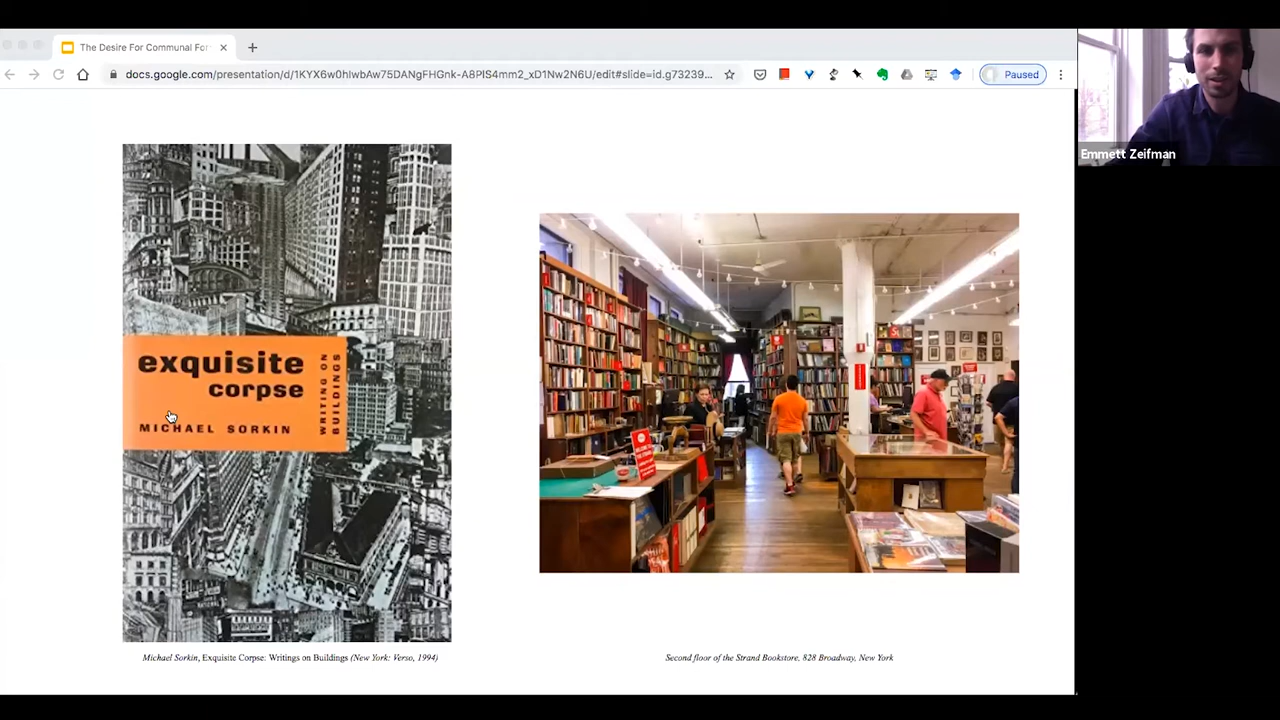 The Desire For Communal For
docs.google.com/presentation/d/1KYX6w0hIwbAw75DANgFHGnk-A8PlS4mm2_xD1Nw2N6U/edit#slide=id.g73239...
Paused
Emmett Zeifman
exquisite
corpse
MICHAEL SORKIN
WRITING ON
BUILDINGS
Michael Sorkin, Exquisite Corpse: Writings on Buildings (New York: Verso, 1994)
Second floor of the Strand Bookstore, 828 Broadway, New York